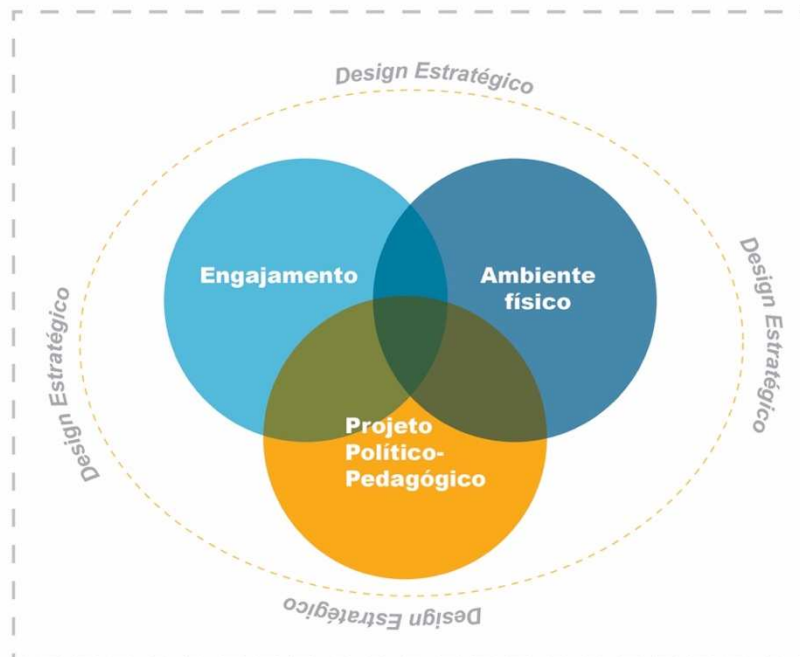 Design Estratégico
Engajamento
Ambiente
físico
Design Estratégico
Design Estratégico
Projeto
Político-
Pedagógico
Design Estratégico